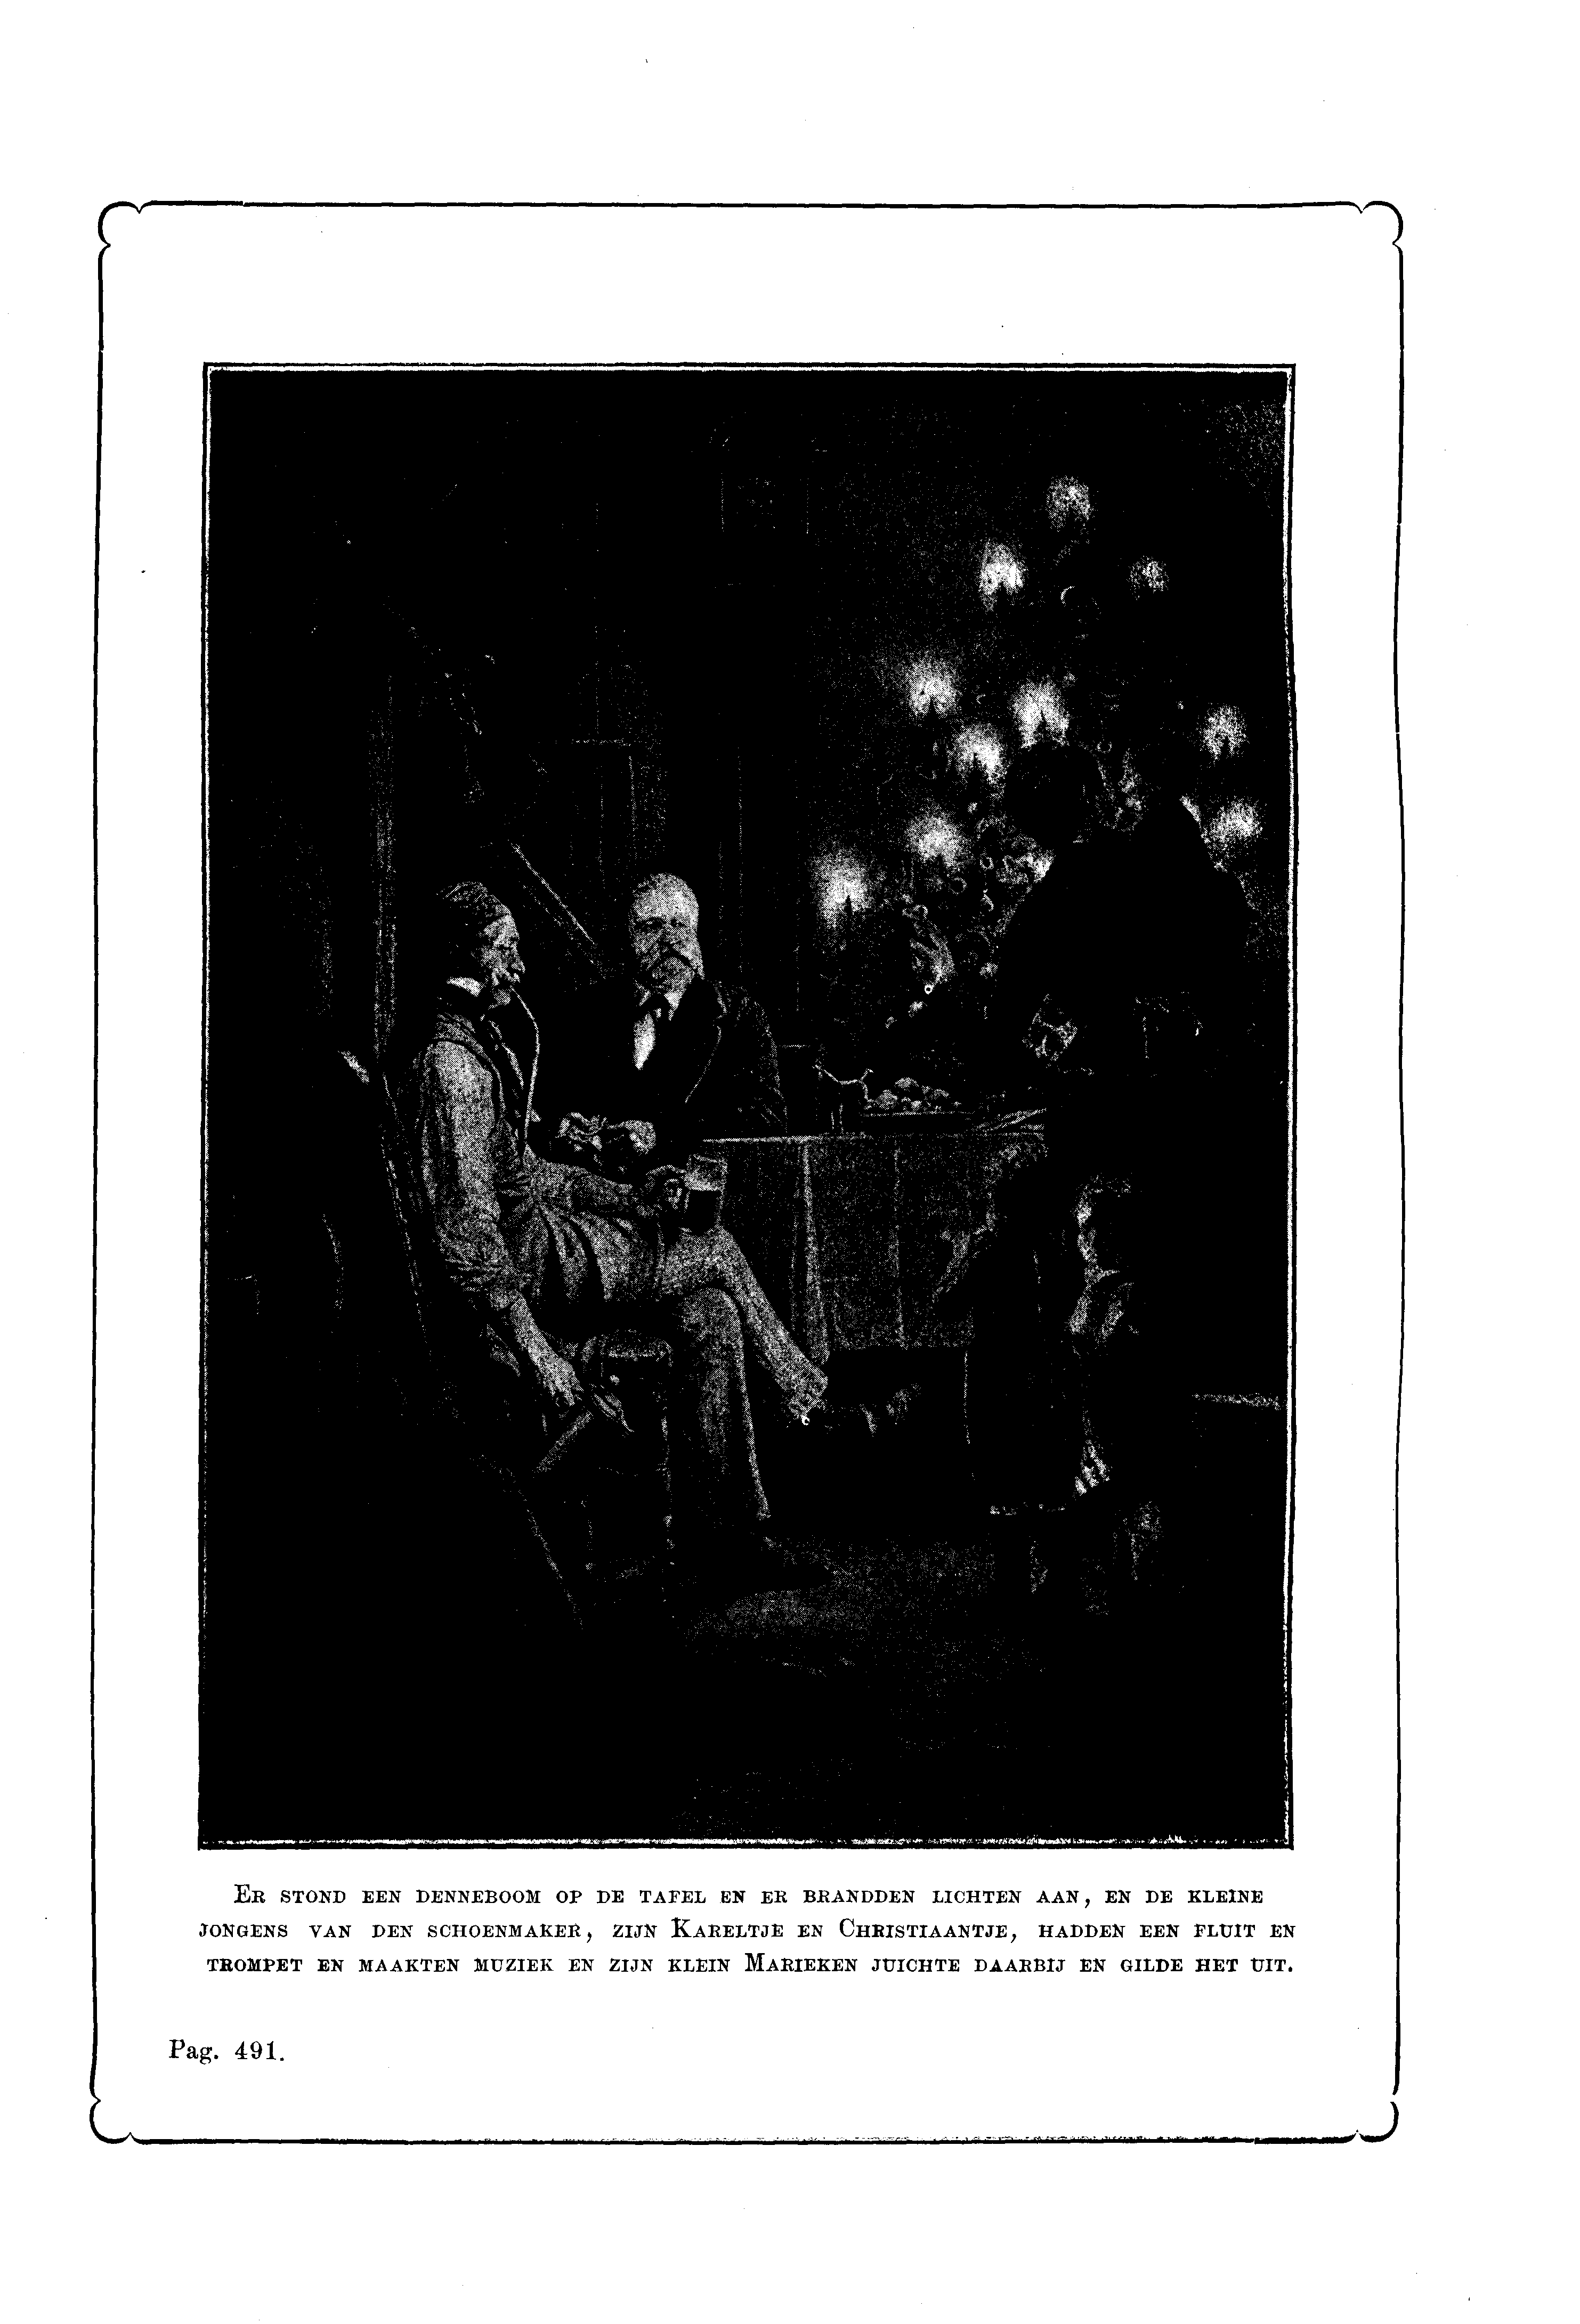 Er stond een denneboom op de tafel en er brandden lichten aan, en de kleine
jongens van den schoenmaker, zijn Kareltje en Christiaantje, hadden een fluit en
trompet en maakten muziek en zijn klein Marieken juichte daarbij en gilde het uit.
Pag. 491.